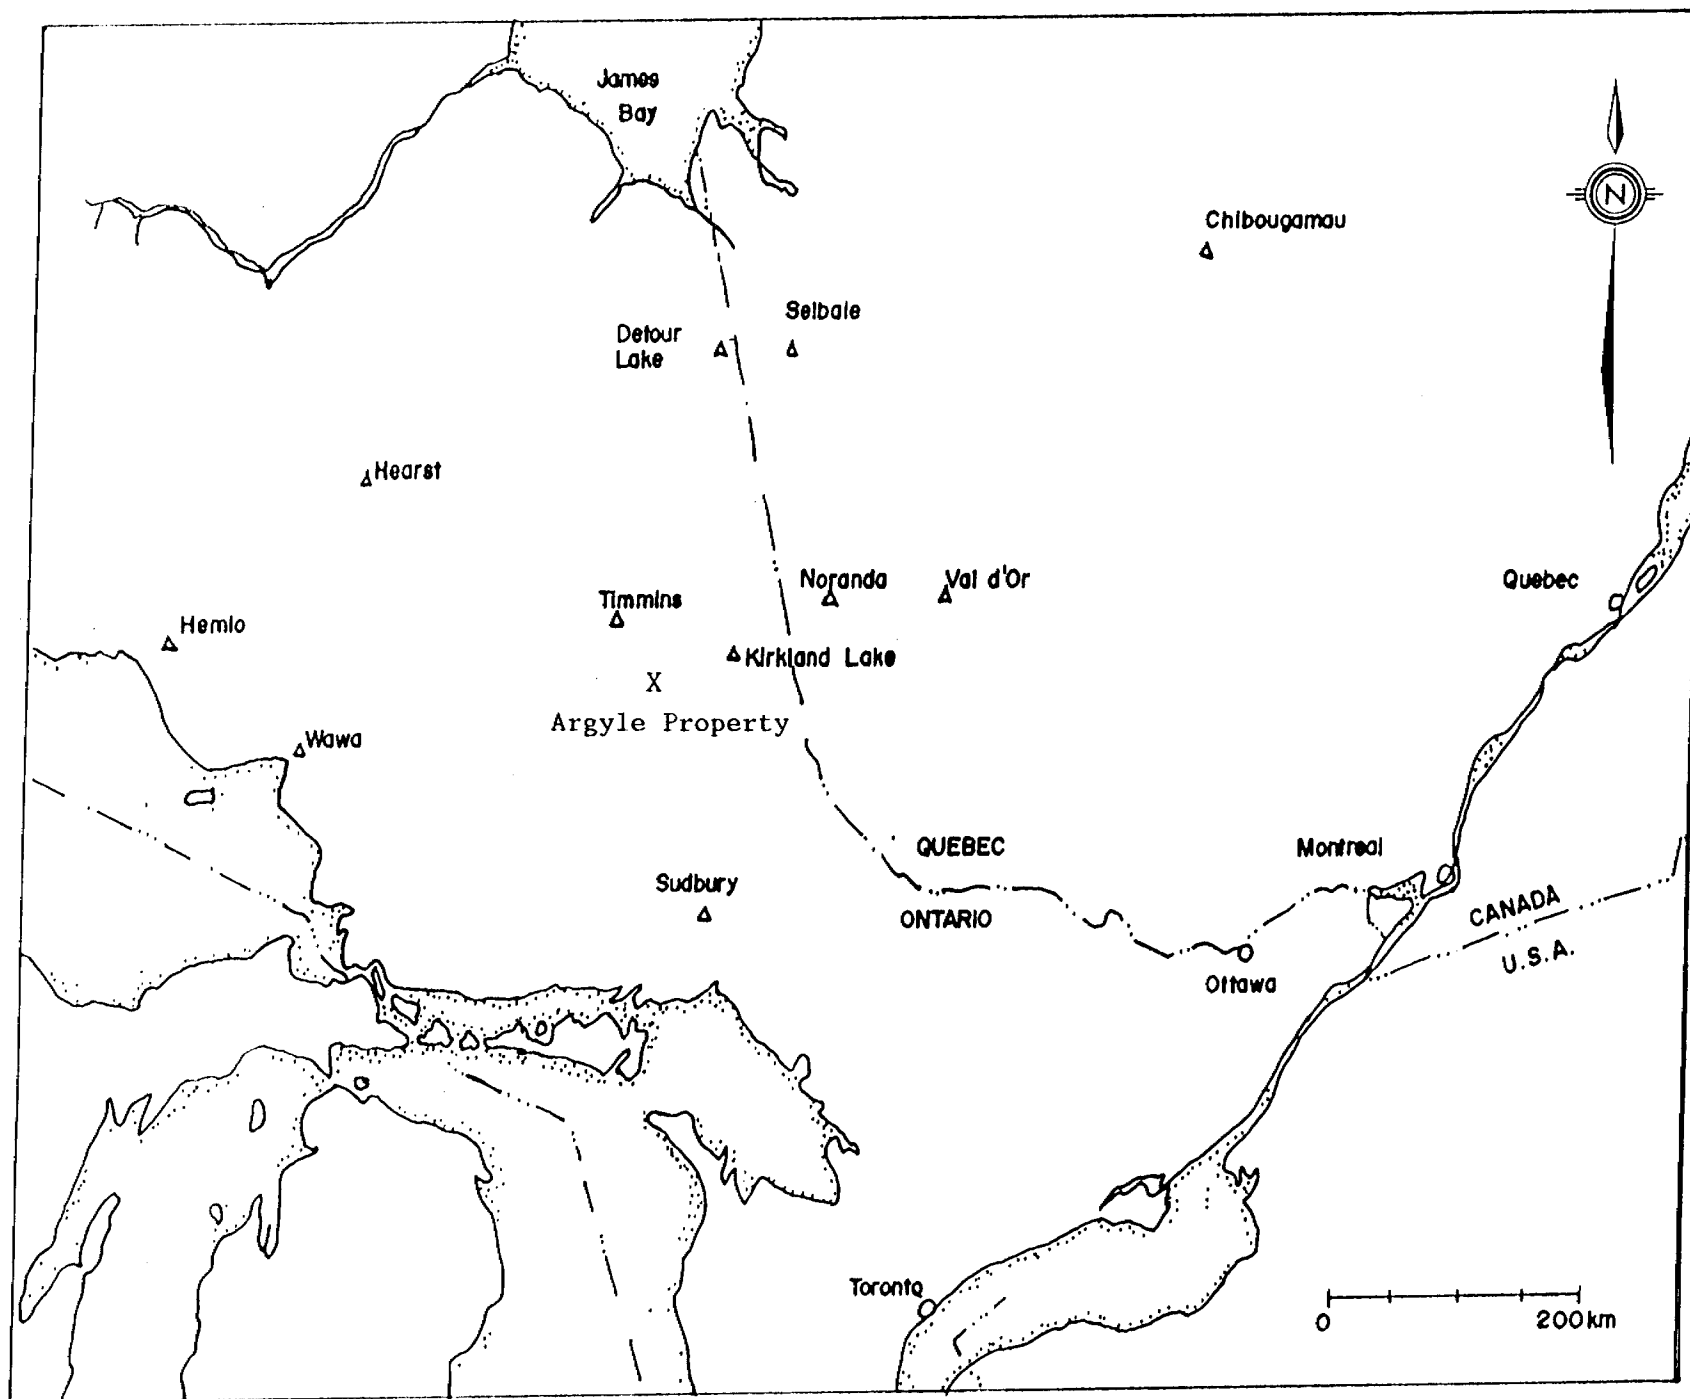 James
Bay
N
Chibougamau
Selbaie
Detour
Lake
Hearst
Noranda
Val d'Or
Quebec
Timmins
Hemlo
Kirkland Lake
X
Argyle Property
Wawa
QUEBEC
Montreal
Sudbury
ONTARIO
CANADA
U.S.A.
Ottawa
Toronto
0
200km